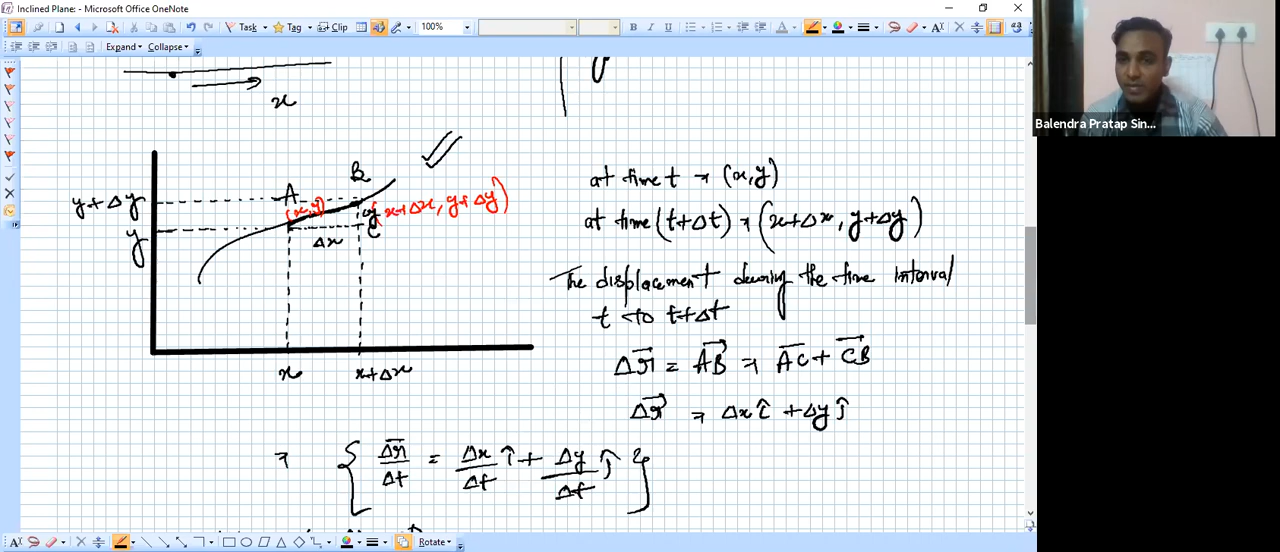 Inclined Plane: - Microsoft Office OneNote
Task
Tag
Clip
100%
B I U
Expand
Collapse
x
Balendra Pratap Sin...
y+Δy
y
A
(x,y)
B
(x+Δx, y+Δy)
C
Δx
x
x+Δx
at time t → (x,y)
at time (t+Δt) → (x+Δx, y+Δy)
The displacement during the time interval
t to t+Δt
Δr⃗ = AB⃗ ⇒ AC⃗ + CB⃗
Δr⃗ ⇒ Δx î + Δy ĵ
⇒ { Δr⃗/Δt = Δx/Δt î + Δy/Δt ĵ }
Rotate